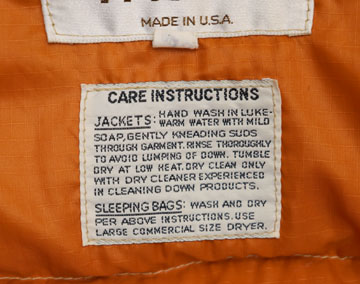 MADE IN U.S.A.
CARE INSTRUCTIONS
JACKETS: HAND WASH IN LUKE-
WARM WATER WITH MILD
SOAP, GENTLY KNEADING SUDS
THROUGH GARMENT. RINSE THOROUGHLY
TO AVOID LUMPING OF DOWN. TUMBLE
DRY AT LOW HEAT. DRY CLEAN ONLY
WITH DRY CLEANER EXPERIENCED
IN CLEANING DOWN PRODUCTS.
SLEEPING BAGS: WASH AND DRY
PER ABOVE INSTRUCTIONS. USE
LARGE COMMERCIAL SIZE DRYER.